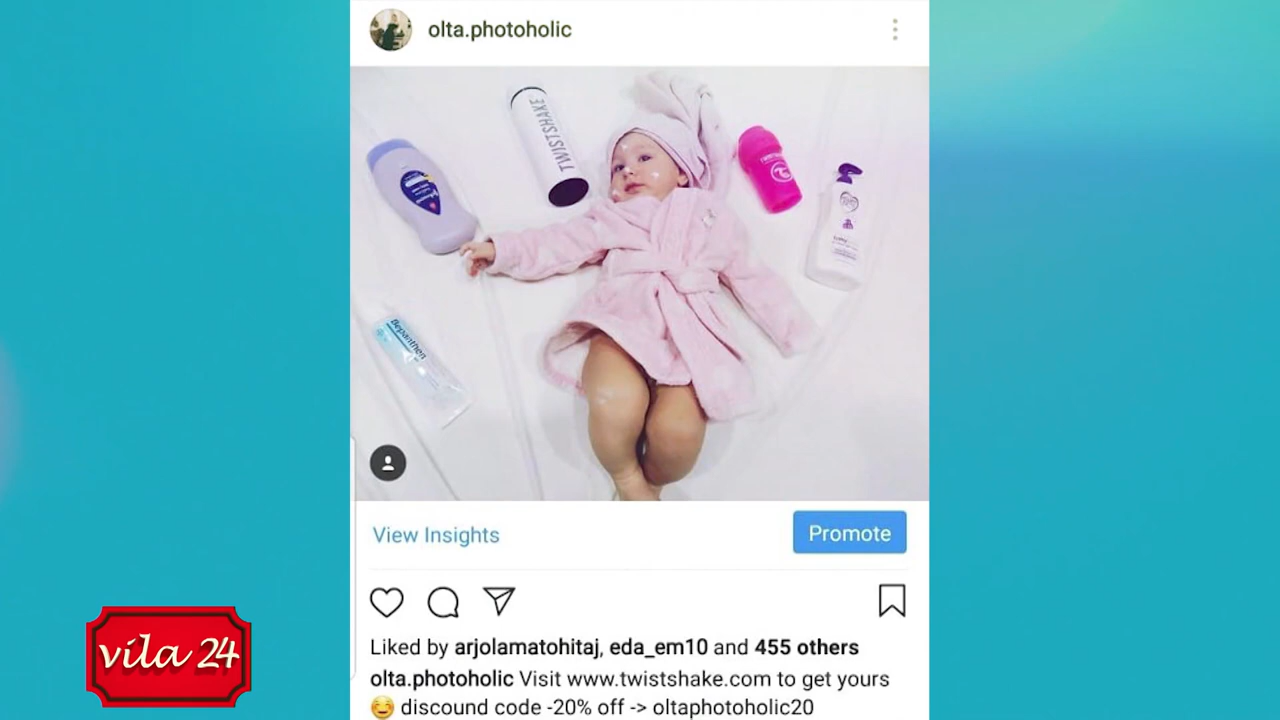 olta.photoholic
TWISTSHAKE
Bepanthen
View Insights
Promote
Liked by arjolamatohitaj, eda_em10 and 455 others
olta.photoholic Visit www.twistshake.com to get yours
😊 discound code -20% off -> oltaphotoholic20
vila 24